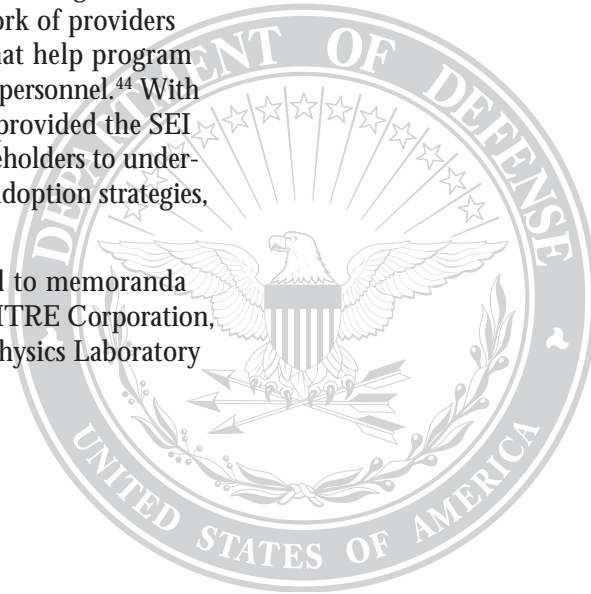 ork of providers
at help program
personnel.44 With
provided the SEI
eholders to under-
doption strategies,
d to memoranda
ITRE Corporation,
hysics Laboratory
DEPARTMENT OF DEFENSE
UNITED STATES OF AMERICA